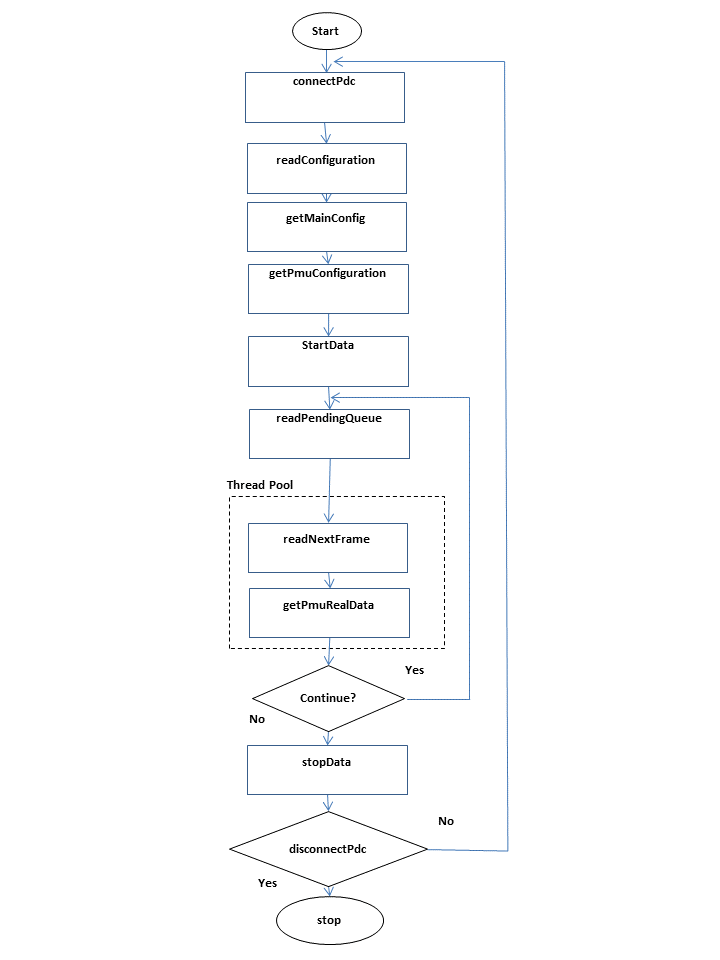 Start
connectPdc
readConfiguration
getMainConfig
getPmuConfiguration
StartData
readPendingQueue
Thread Pool
readNextFrame
getPmuRealData
Yes
Continue?
No
stopData
No
disconnectPdc
Yes
stop